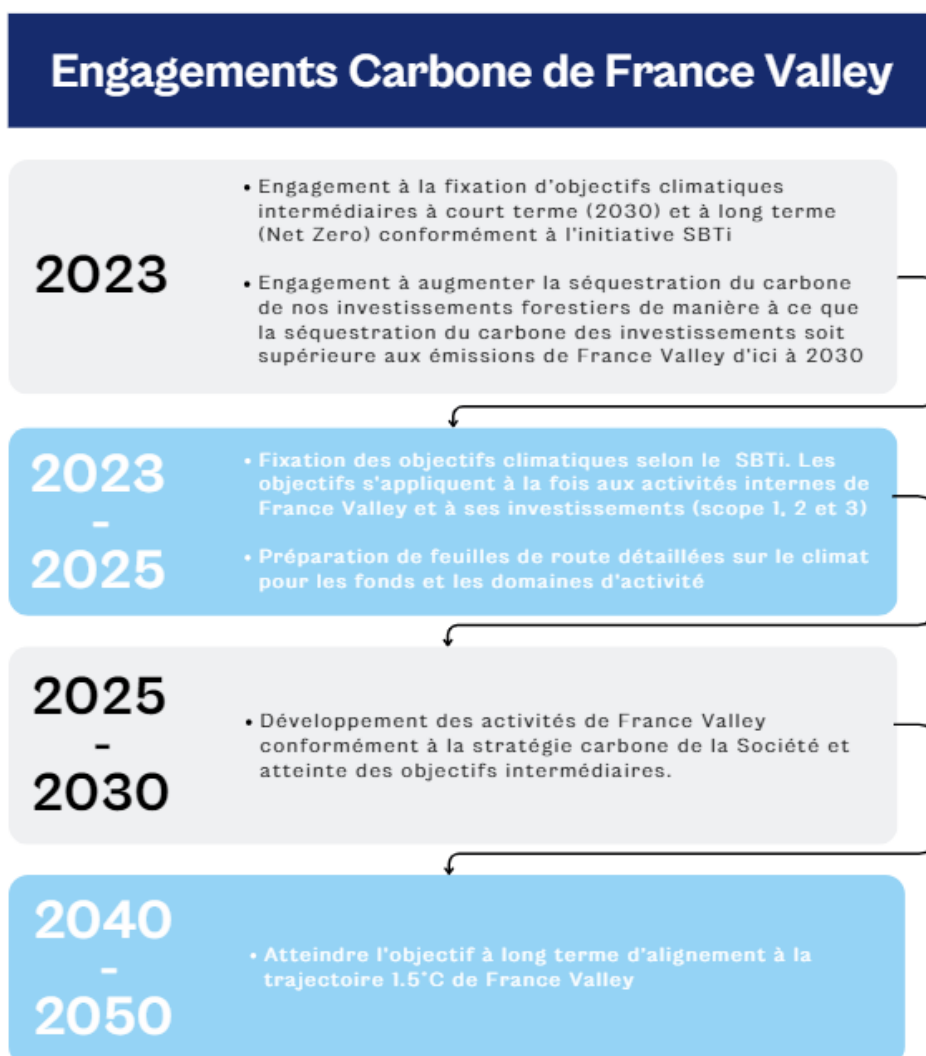 Engagements Carbone de France Valley
2023
• Engagement à la fixation d'objectifs climatiques
intermédiaires à court terme (2030) et à long terme
(Net Zero) conformément à l'initiative SBTi
• Engagement à augmenter la séquestration du carbone
de nos investissements forestiers de manière à ce que
la séquestration du carbone des investissements soit
supérieure aux émissions de France Valley d'ici à 2030
2023
-
2025
• Fixation des objectifs climatiques selon le SBTi. Les
objectifs s'appliquent à la fois aux activités internes de
France Valley et à ses investissements (scope 1, 2 et 3)
• Préparation de feuilles de route détaillées sur le climat
pour les fonds et les domaines d'activité
2025
-
2030
• Développement des activités de France Valley
conformément à la stratégie carbone de la Société et
atteinte des objectifs intermédiaires.
2040
-
2050
• Atteindre l'objectif à long terme d'alignement à la
trajectoire 1.5°C de France Valley